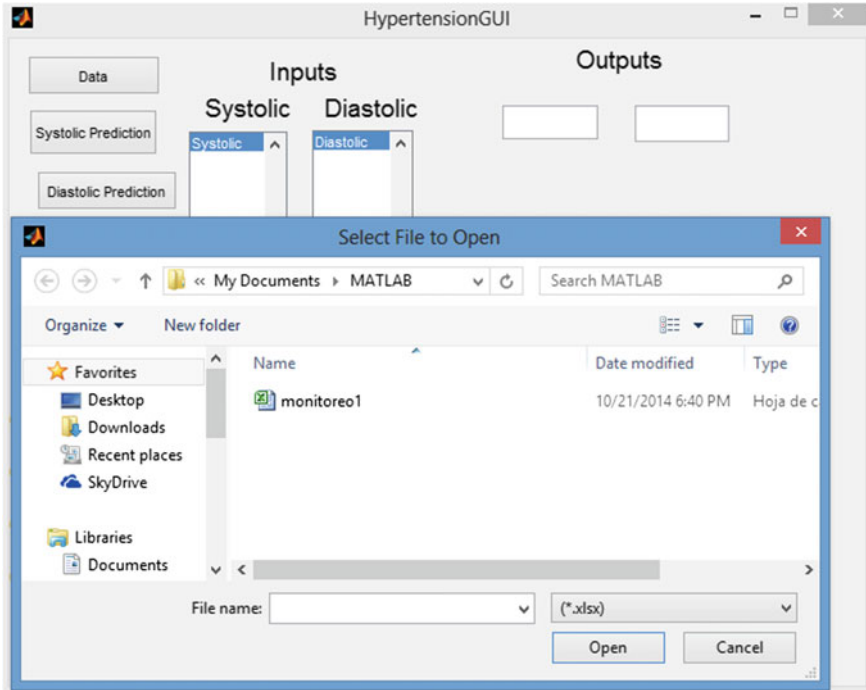 HypertensionGUI
Data
Systolic Prediction
Diastolic Prediction
Inputs
Systolic Diastolic
Systolic
Diastolic
Outputs
Select File to Open
« My Documents MATLAB
Search MATLAB
Organize
New folder
Favorites
Desktop
Downloads
Recent places
SkyDrive
Libraries
Documents
Name Date modified Type
monitoreo1 10/21/2014 6:40 PM Hoja de c
File name:
(*.xlsx)
Open Cancel